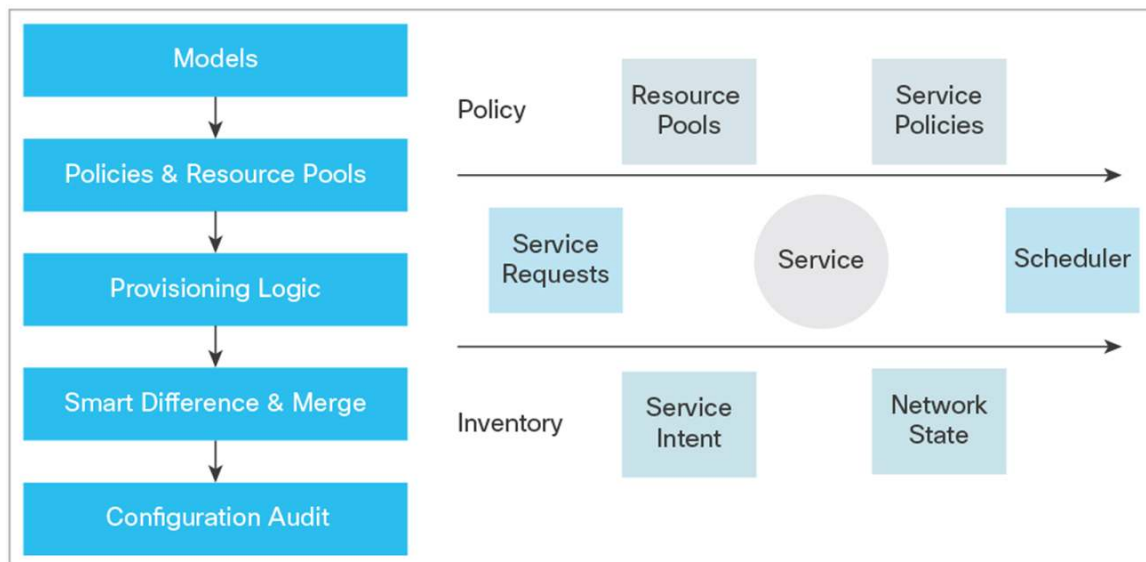 Models
Policies & Resource Pools
Provisioning Logic
Smart Difference & Merge
Configuration Audit
Policy
Resource
Pools
Service
Policies
Service
Requests
Service
Scheduler
Inventory
Service
Intent
Network
State